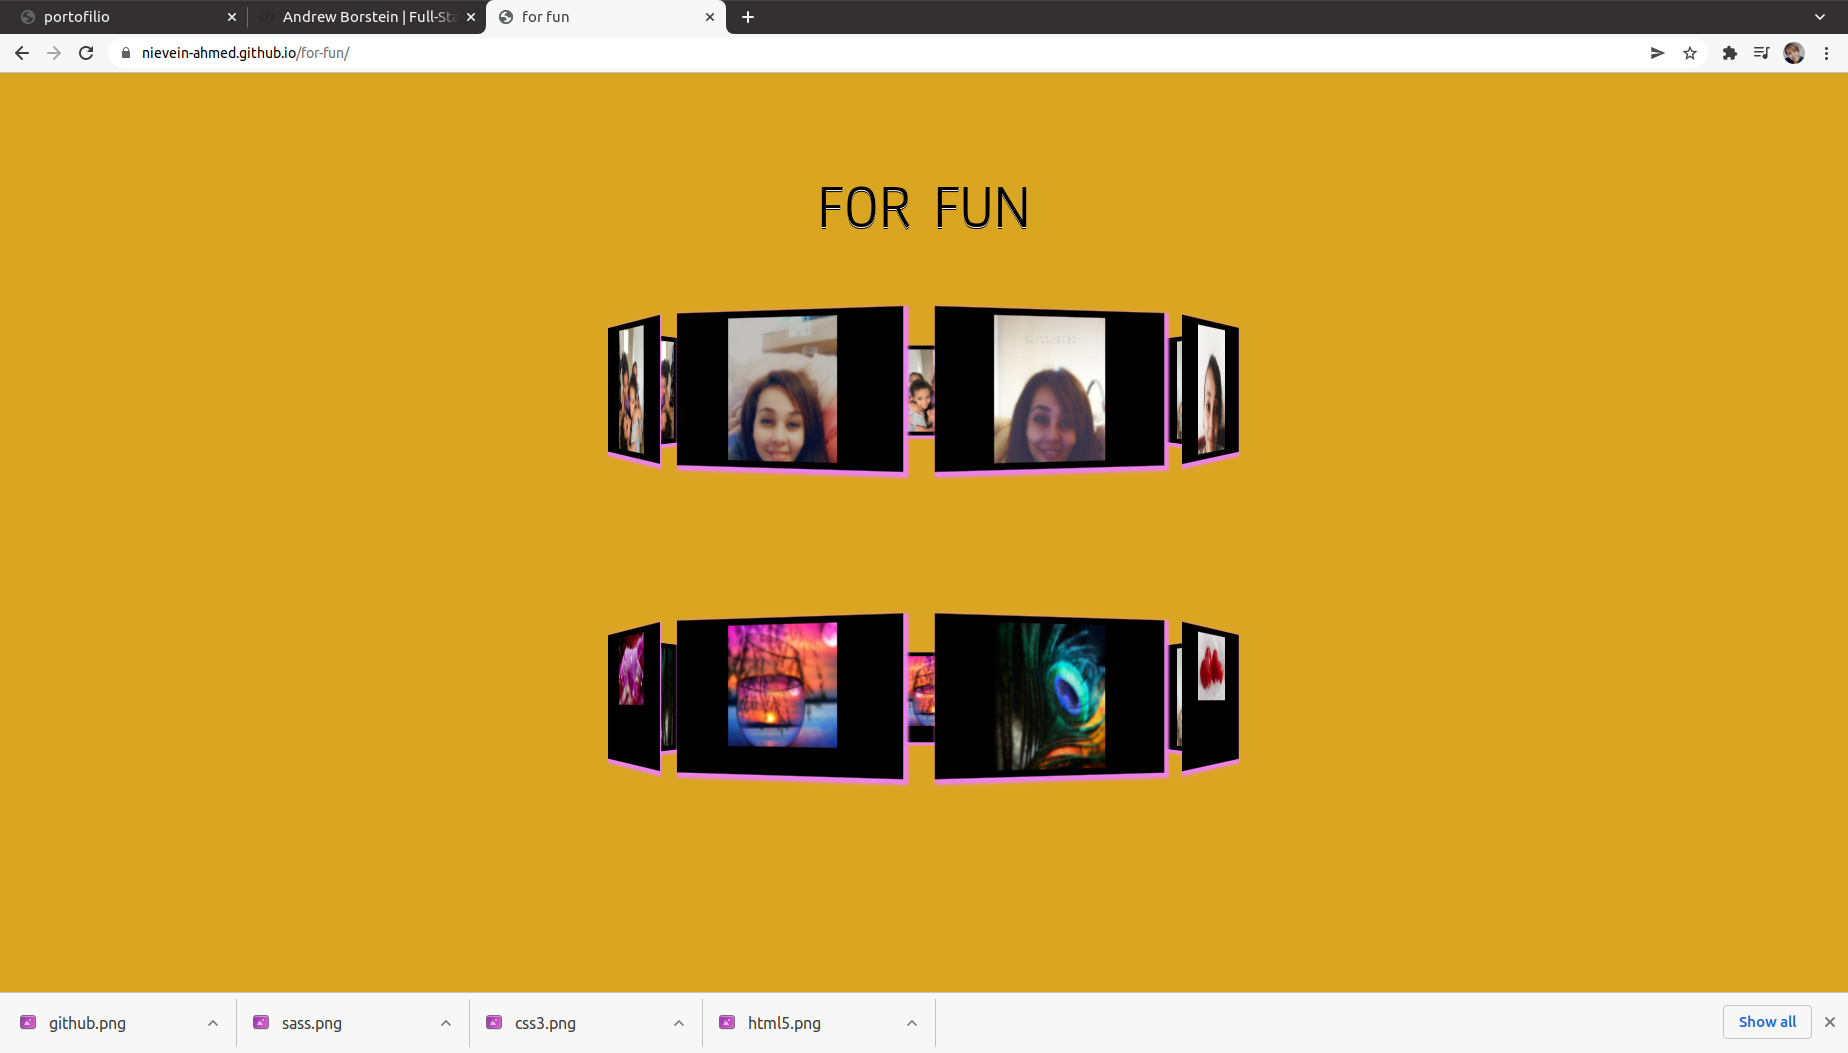 portofilio
Andrew Borstein | Full-Sta
for fun
nievein-ahmed.github.io/for-fun/
FOR FUN
github.png
sass.png
css3.png
html5.png
Show all